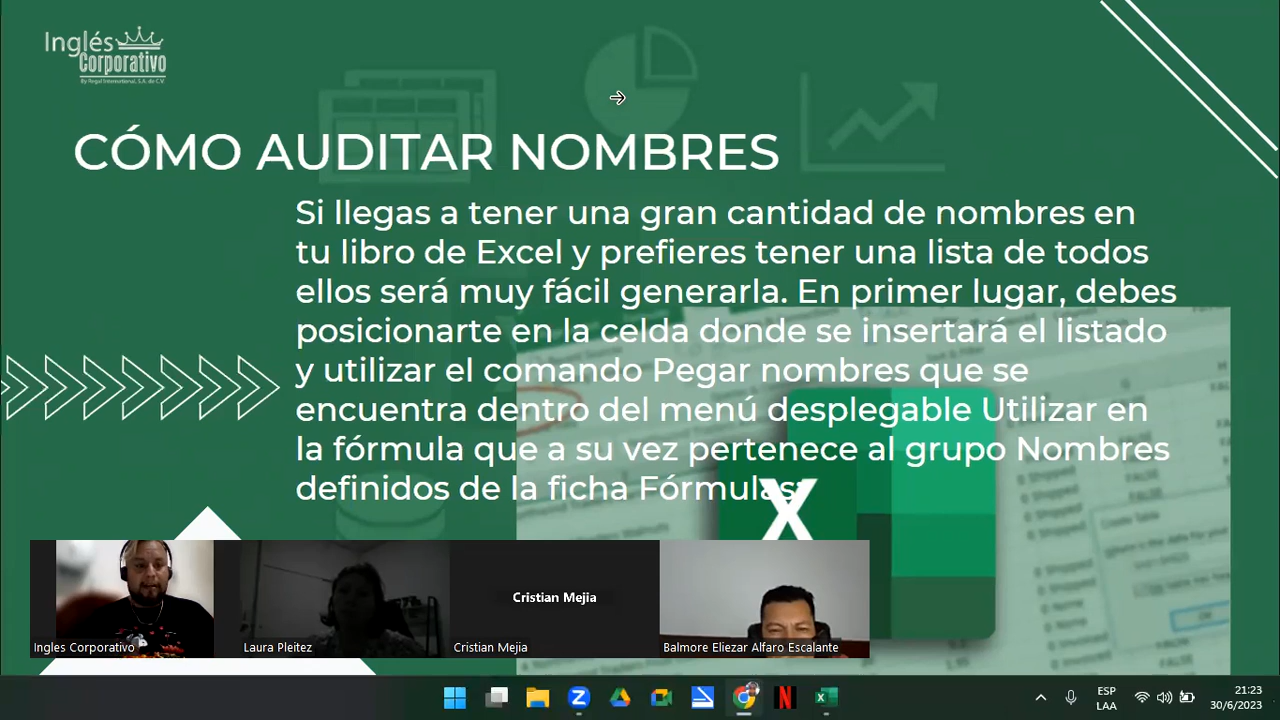 Inglés
Corporativo
CÓMO AUDITAR NOMBRES
Si llegas a tener una gran cantidad de nombres en
tu libro de Excel y prefieres tener una lista de todos
ellos será muy fácil generarla. En primer lugar, debes
posicionarte en la celda donde se insertará el listado
y utilizar el comando Pegar nombres que se
encuentra dentro del menú desplegable Utilizar en
la fórmula que a su vez pertenece al grupo Nombres
definidos de la ficha Fórmulas:
X
Cristian Mejia
Ingles Corporativo
Laura Pleitez
Cristian Mejia
Balmore Eliezar Alfaro Escalante
ESP
LAA
21:23
30/6/2023